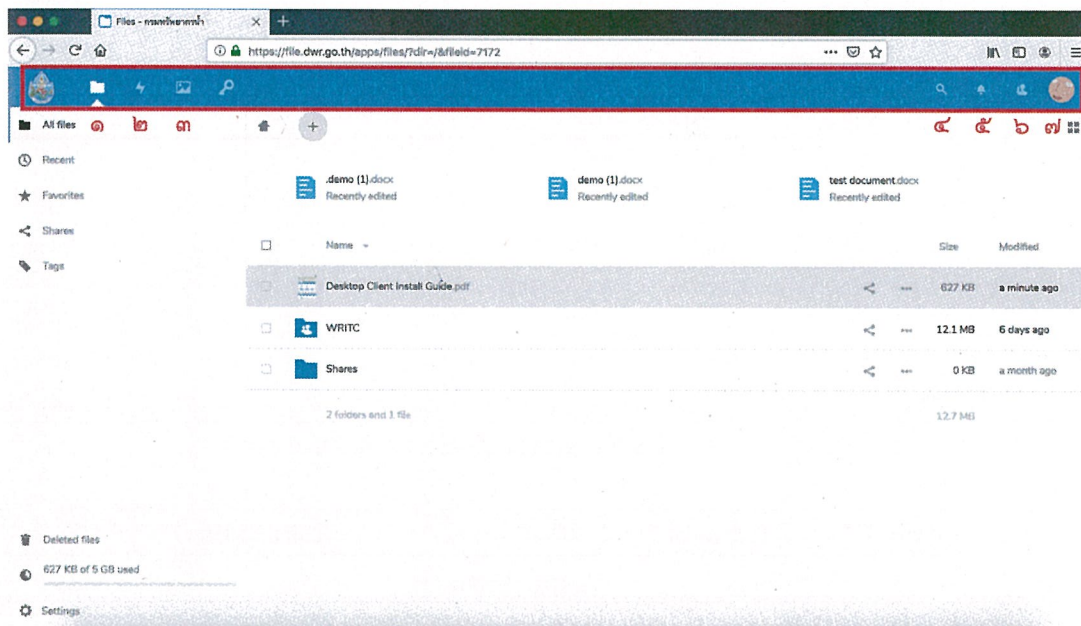 Files - กรมทรัพยากรน้ำ
https://file.dwr.go.th/apps/files/?dir=/&fileid=7172
All files ๑ ๒ ๓ ๔ ๕ ๖ ๗
Recent
Favorites
Shares
Tags
.demo (1).docx
Recently edited
demo (1).docx
Recently edited
test document.docx
Recently edited
Name Size Modified
Desktop Client Install Guide.pdf 627 KB a minute ago
WRITC 12.1 MB 6 days ago
Shares 0 KB a month ago
2 folders and 1 file 12.7 MB
Deleted files
627 KB of 5 GB used
Settings